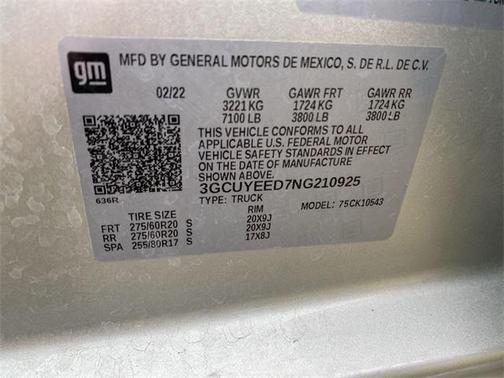 gm
MFD BY GENERAL MOTORS DE MEXICO, S. DE R.L. DE C.V.
02/22 GVWR GAWR FRT GAWR RR
3221 KG 1724 KG 1724 KG
7100 LB 3800 LB 3800 LB
THIS VEHICLE CONFORMS TO ALL
APPLICABLE U.S. FEDERAL MOTOR
VEHICLE SAFETY STANDARDS IN EFFECT
ON THE DATE OF MANUFACTURE
SHOWN ABOVE.
3GCUYEED7NG210925
TYPE: TRUCK MODEL: 75CK10543
636R
TIRE SIZE RIM
FRT 275/60R20 S 20X9J
RR 275/60R20 S 20X9J
SPA 255/80R17 S 17X8J